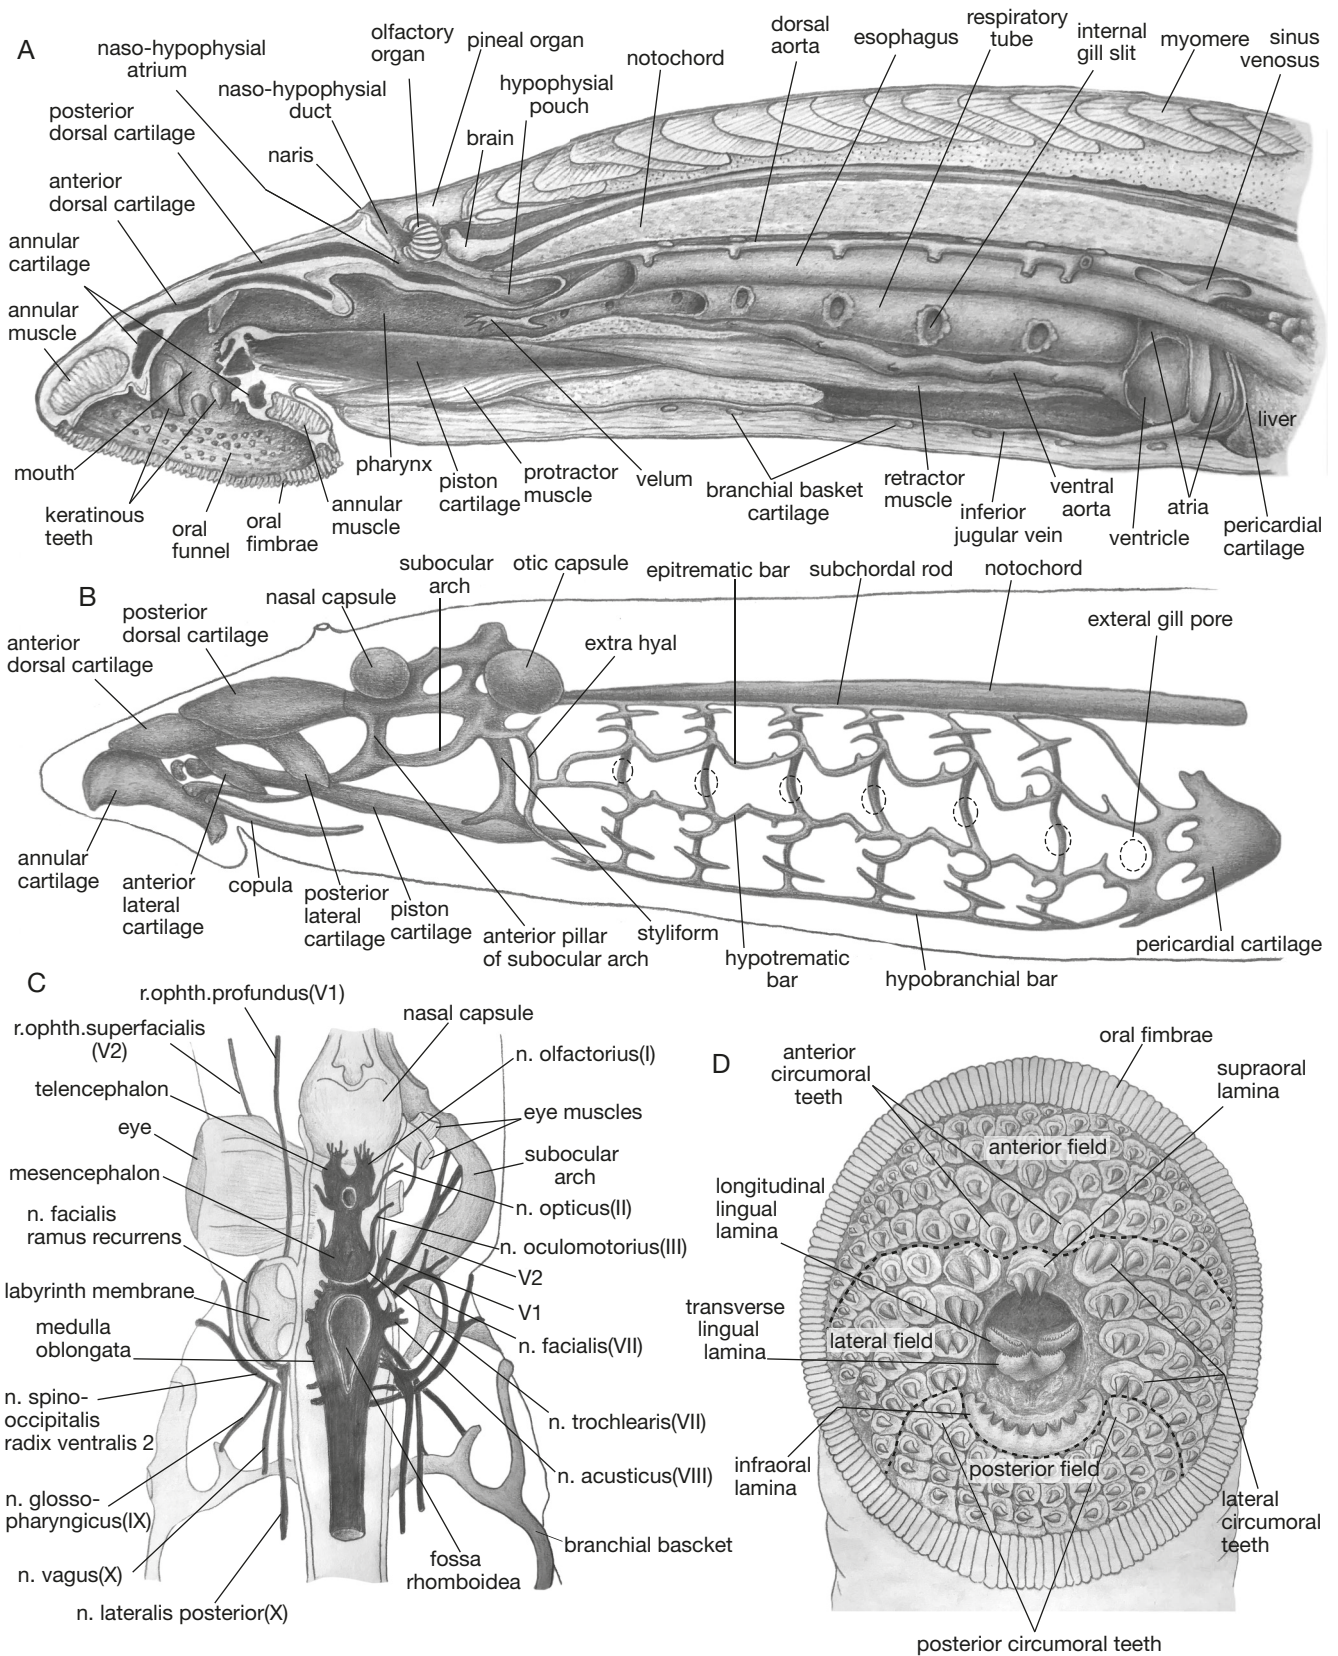 A
naso-hypophysial
atrium
olfactory
organ
pineal organ
naso-hypophysial
duct
hypophysial
pouch
notochord
dorsal
aorta
esophagus
respiratory
tube
internal
gill slit
myomere
sinus
venosus
posterior
dorsal cartilage
naris
brain
anterior
dorsal cartilage
annular
cartilage
annular
muscle
mouth
keratinous
teeth
oral
funnel
oral
fimbrae
annular
muscle
pharynx
piston
cartilage
protractor
muscle
velum
branchial basket
cartilage
retractor
muscle
inferior
jugular vein
ventral
aorta
ventricle
atria
liver
pericardial
cartilage
B
anterior
dorsal cartilage
posterior
dorsal cartilage
nasal capsule
subocular
arch
otic capsule
extra hyal
epitrematic bar
subchordal rod
notochord
exteral gill pore
annular
cartilage
anterior
lateral
cartilage
copula
posterior
lateral
cartilage
piston
cartilage
anterior pillar
of subocular arch
styliform
hypotrematic
bar
hypobranchial bar
pericardial cartilage
C
r.ophth.profundus(V1)
r.ophth.superfacialis
(V2)
telencephalon
eye
mesencephalon
n. facialis
ramus recurrens
labyrinth membrane
medulla
oblongata
n. spino-
occipitalis
radix ventralis 2
n. glosso-
pharyngicus(IX)
n. vagus(X)
n. lateralis posterior(X)
nasal capsule
n. olfactorius(I)
eye muscles
subocular
arch
n. opticus(II)
n. oculomotorius(III)
V2
V1
n. facialis(VII)
n. trochlearis(VII)
n. acusticus(VIII)
branchial bascket
fossa
rhomboidea
D
anterior
circumoral
teeth
oral fimbrae
supraoral
lamina
anterior field
longitudinal
lingual
lamina
transverse
lingual
lamina
lateral field
infraoral
lamina
posterior field
lateral
circumoral
teeth
posterior circumoral teeth